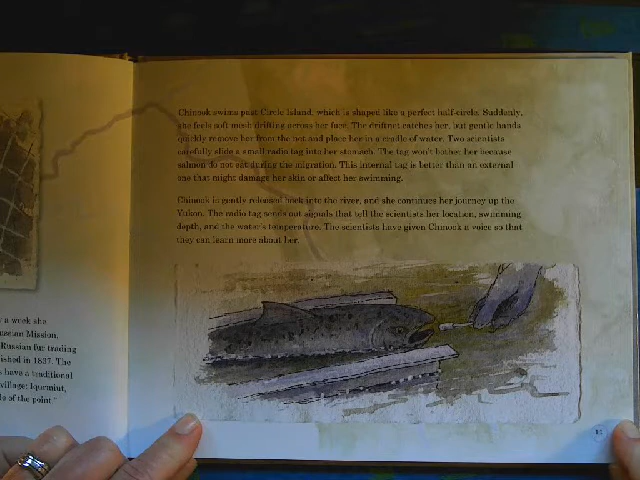 a week she
Russian Mission,
Russian fur trading
ished in 1837. The
s have a traditional
village: Iqurmiut,
le of the point."
Chinook swims past Circle Island, which is shaped like a perfect half-circle. Suddenly,
she feels soft mesh drifting across her face. The driftnet catches her, but gentle hands
quickly remove her from the net and place her in a cradle of water. Two scientists
carefully slide a small radio tag into her stomach. The tag won't bother her because
salmon do not eat during the migration. This internal tag is better than an external
one that might damage her skin or affect her swimming.
Chinook is gently released back into the river, and she continues her journey up the
Yukon. The radio tag sends out signals that tell the scientists her location, swimming
depth, and the water's temperature. The scientists have given Chinook a voice so that
they can learn more about her.